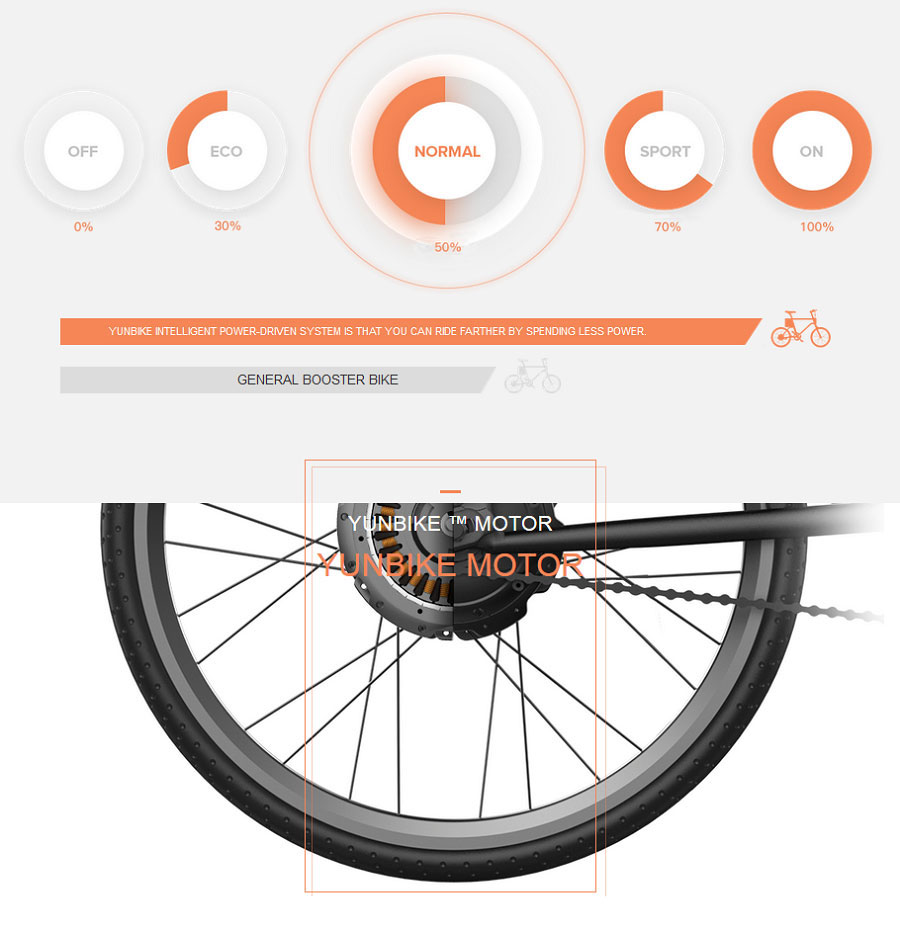 OFF
ECO
NORMAL
SPORT
ON
0%
30%
50%
70%
100%
YUNBIKE INTELLIGENT POWER-DRIVEN SYSTEM IS THAT YOU CAN RIDE FARTHER BY SPENDING LESS POWER.
GENERAL BOOSTER BIKE
YUNBIKE ™ MOTOR
YUNBIKE MOTOR